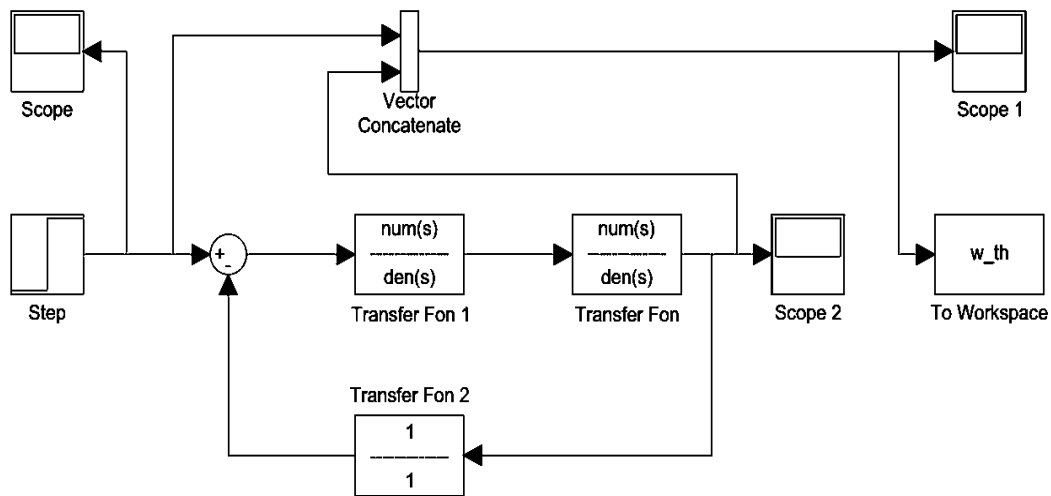 Scope
Vector
Concatenate
Scope 1
Step
+
-
num(s)
den(s)
Transfer Fon 1
num(s)
den(s)
Transfer Fon
Scope 2
w_th
To Workspace
Transfer Fon 2
1
1